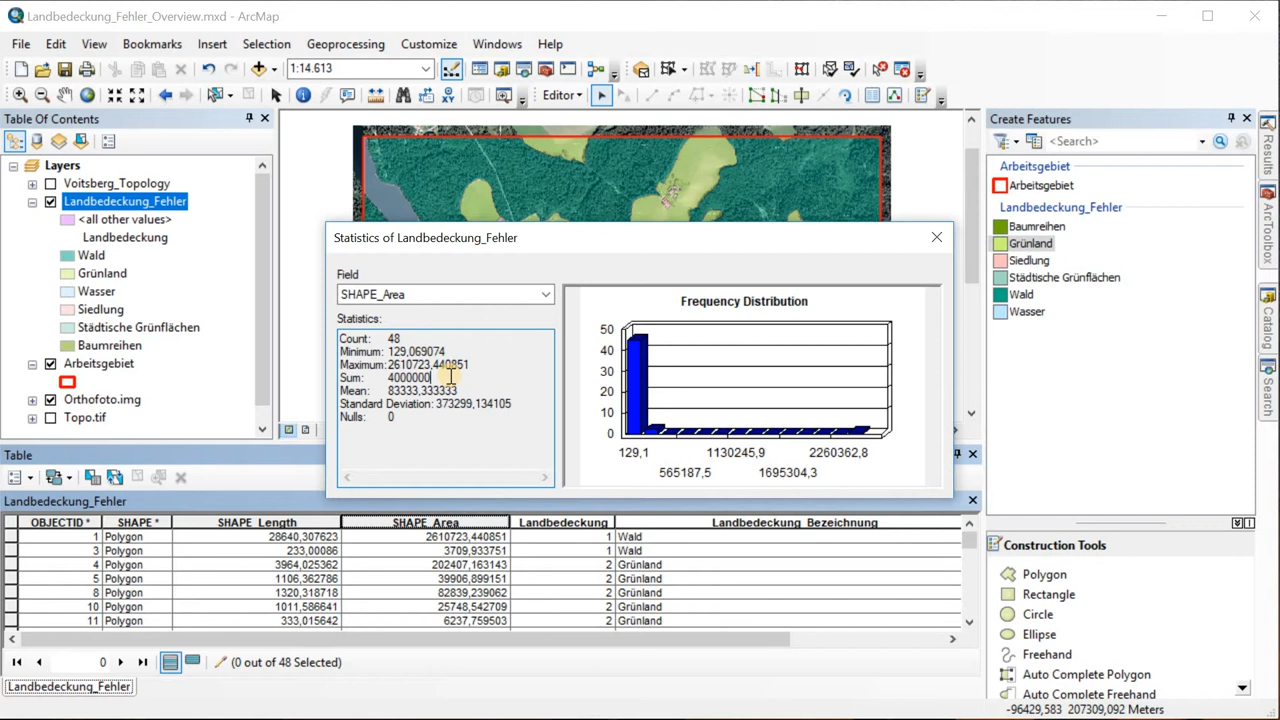 Landbedeckung_Fehler_Overview.mxd - ArcMap
File Edit View Bookmarks Insert Selection Geoprocessing Customize Windows Help
1:14.613
Editor
Table Of Contents
Layers
Voitsberg_Topology
Landbedeckung_Fehler
<all other values>
Landbedeckung
Wald
Grünland
Wasser
Siedlung
Städtische Grünflächen
Baumreihen
Arbeitsgebiet
Orthofoto.img
Topo.tif
Statistics of Landbedeckung_Fehler
Field
SHAPE_Area
Statistics:
Count: 48
Minimum: 129,069074
Maximum: 2610723,440851
Sum: 4000000
Mean: 83333,333333
Standard Deviation: 373299,134105
Nulls: 0
Frequency Distribution
50
40
30
20
10
0
129,1 1130245,9 2260362,8
565187,5 1695304,3
Create Features
<Search>
Arbeitsgebiet
Arbeitsgebiet
Landbedeckung_Fehler
Baumreihen
Grünland
Siedlung
Städtische Grünflächen
Wald
Wasser
Results
ArcToolbox
Catalog
Search
Construction Tools
Polygon
Rectangle
Circle
Ellipse
Freehand
Auto Complete Polygon
Auto Complete Freehand
Table
Landbedeckung_Fehler
OBJECTID * SHAPE * SHAPE_Length SHAPE_Area Landbedeckung Landbedeckung_Bezeichnung
1 Polygon 28640,307623 2610723,440851 1 Wald
3 Polygon 233,00086 3709,933751 1 Wald
4 Polygon 3964,025362 202407,163143 2 Grünland
5 Polygon 1106,362786 39906,899151 2 Grünland
8 Polygon 1320,318718 82839,239062 2 Grünland
10 Polygon 1011,586641 25748,542709 2 Grünland
11 Polygon 333,015642 6237,759503 2 Grünland
0 (0 out of 48 Selected)
Landbedeckung_Fehler
-96429,583 207309,092 Meters